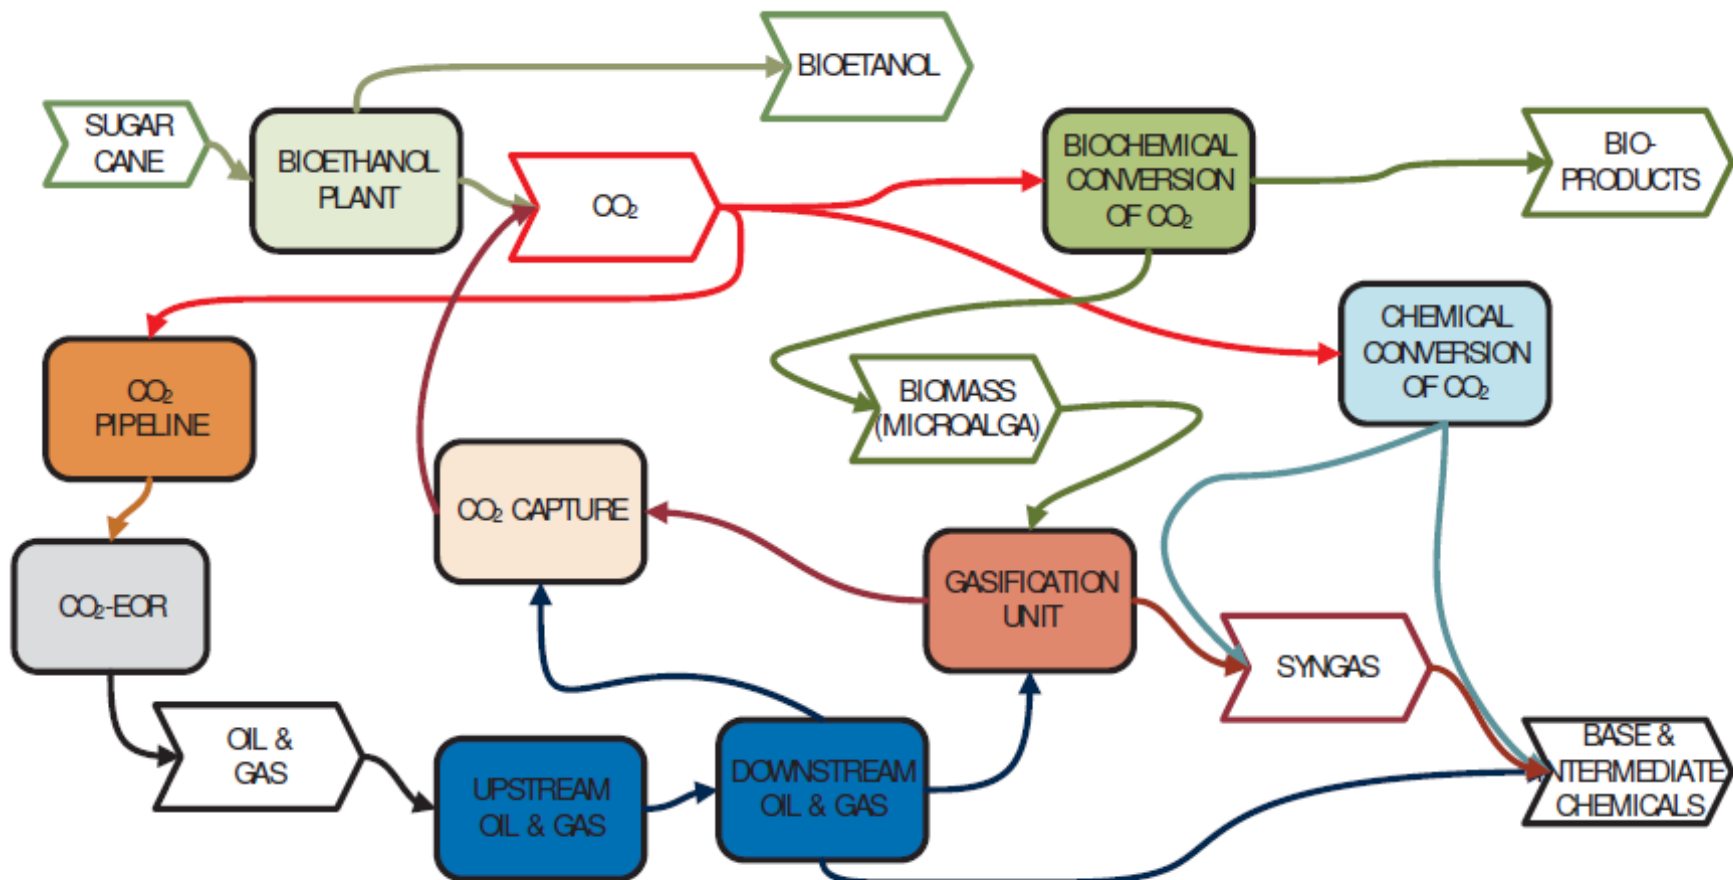 BIOETANOL
SUGAR
CANE
BIOETHANOL
PLANT
CO₂
BIOCHEMICAL
CONVERSION
OF CO₂
BIO-
PRODUCTS
CHEMICAL
CONVERSION
OF CO₂
CO₂
PIPELINE
BIOMASS
(MICROALGA)
CO₂ CAPTURE
GASIFICATION
UNIT
CO₂-EOR
SYNGAS
OIL &
GAS
UPSTREAM
OIL & GAS
DOWNSTREAM
OIL & GAS
BASE &
INTERMEDIATE
CHEMICALS